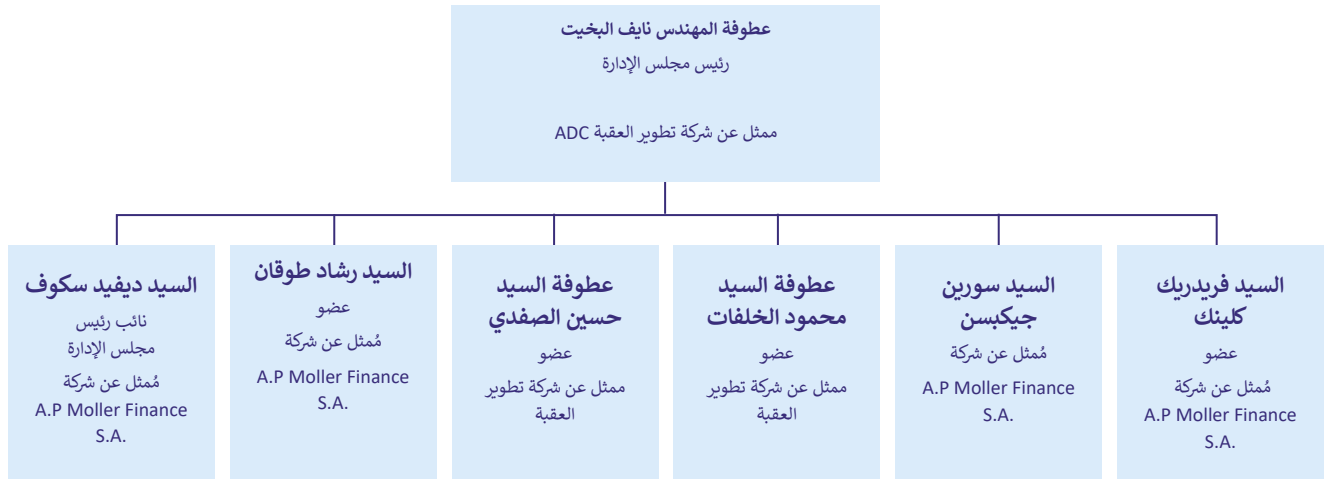 عطوفة المهندس نايف البخيت
رئيس مجلس الإدارة
ممثل عن شركة تطوير العقبة ADC
السيد فريدريك
كلينك
عضو
مُمثل عن شركة
A.P Moller Finance
S.A.
السيد سورين
جيكبسن
مُمثل عن شركة
A.P Moller Finance
S.A.
عطوفة السيد
محمود الخلفات
عضو
ممثل عن شركة تطوير
العقبة
عطوفة السيد
حسين الصفدي
عضو
ممثل عن شركة تطوير
العقبة
السيد رشاد طوقان
عضو
مُمثل عن شركة
A.P Moller Finance
S.A.
السيد ديفيد سكوف
نائب رئيس
مجلس الإدارة
مُمثل عن شركة
A.P Moller Finance
S.A.